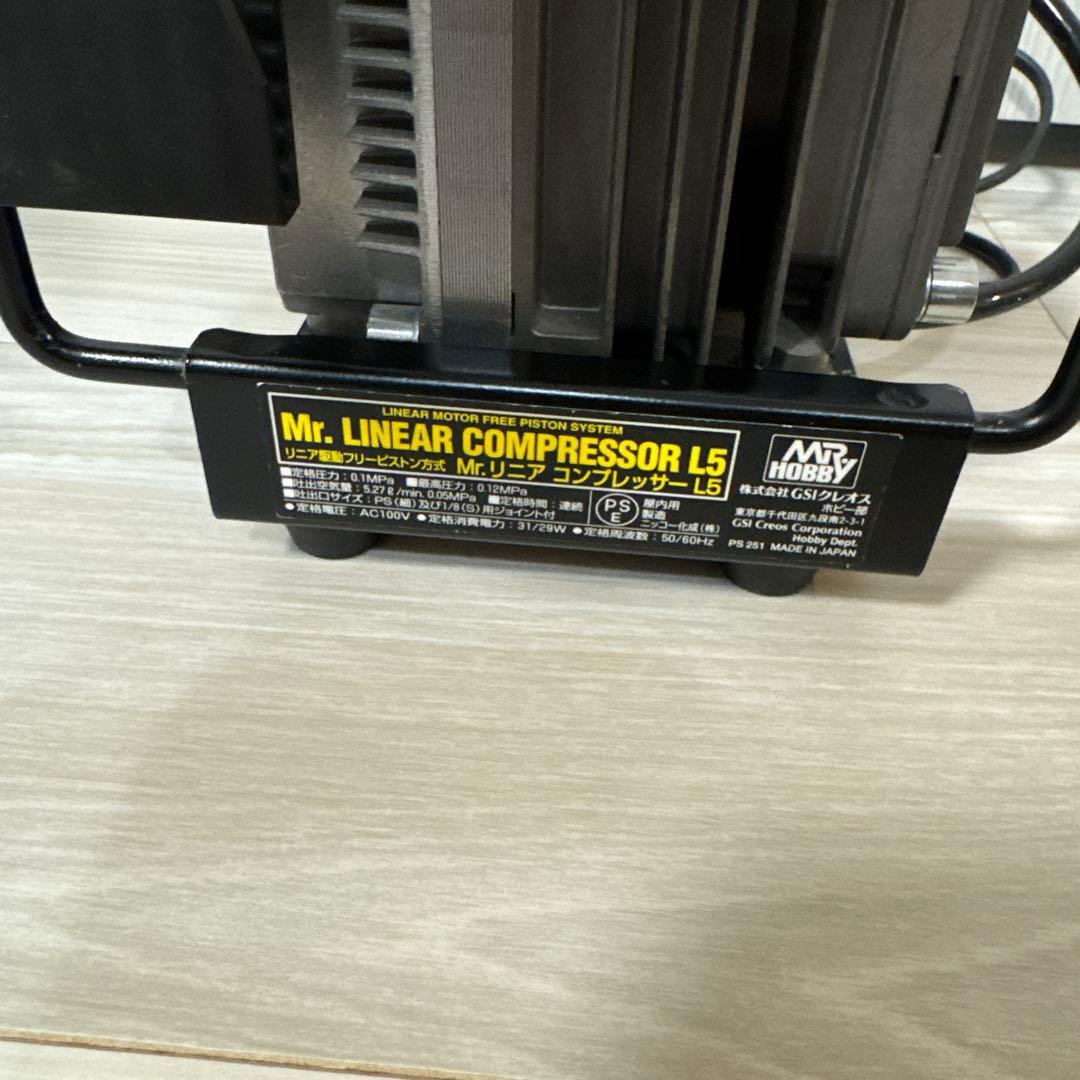 LINEAR MOTOR FREE PISTON SYSTEM
Mr. LINEAR COMPRESSOR L5
リニア駆動フリーピストン方式 Mr.リニア コンプレッサー L5
■定格圧力：0.1MPa ■最高圧力：0.12MPa
■吐出空気量：5.27ℓ/min. 0.05MPa ■定格時間：連続
■吐出口サイズ：PS(細)及び1/8(S)用ジョイント付
●定格電圧：AC100V ●定格消費電力：31/29W ●定格周波数：50/60Hz
PS
E
屋内用
製造
ニッコー化成(株)
MR
HOBBY
株式会社GSIクレオス
ホビー部
東京都千代田区九段南2-3-1
GSI Creos Corporation
Hobby Dept.
PS 251 MADE IN JAPAN